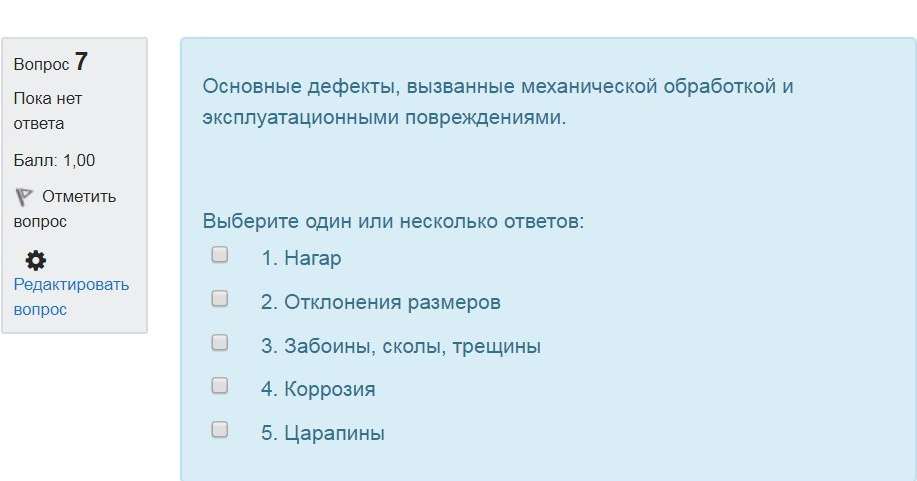 Вопрос 7
Пока нет
ответа
Балл: 1,00
Отметить
вопрос
Редактировать
вопрос
Основные дефекты, вызванные механической обработкой и
эксплуатационными повреждениями.
Выберите один или несколько ответов:
1. Нагар
2. Отклонения размеров
3. Забоины, сколы, трещины
4. Коррозия
5. Царапины